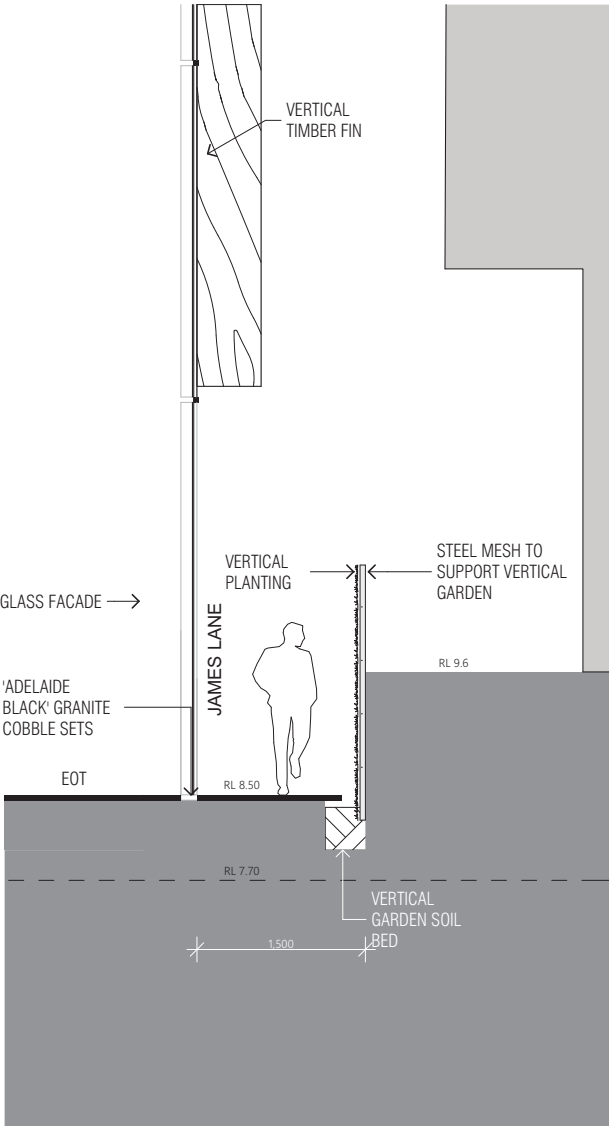 VERTICAL
TIMBER FIN
VERTICAL
PLANTING
STEEL MESH TO
SUPPORT VERTICAL
GARDEN
GLASS FACADE
JAMES LANE
RL 9.6
'ADELAIDE
BLACK' GRANITE
COBBLE SETS
EOT
RL 8.50
RL 7.70
VERTICAL
GARDEN SOIL
BED
1,500